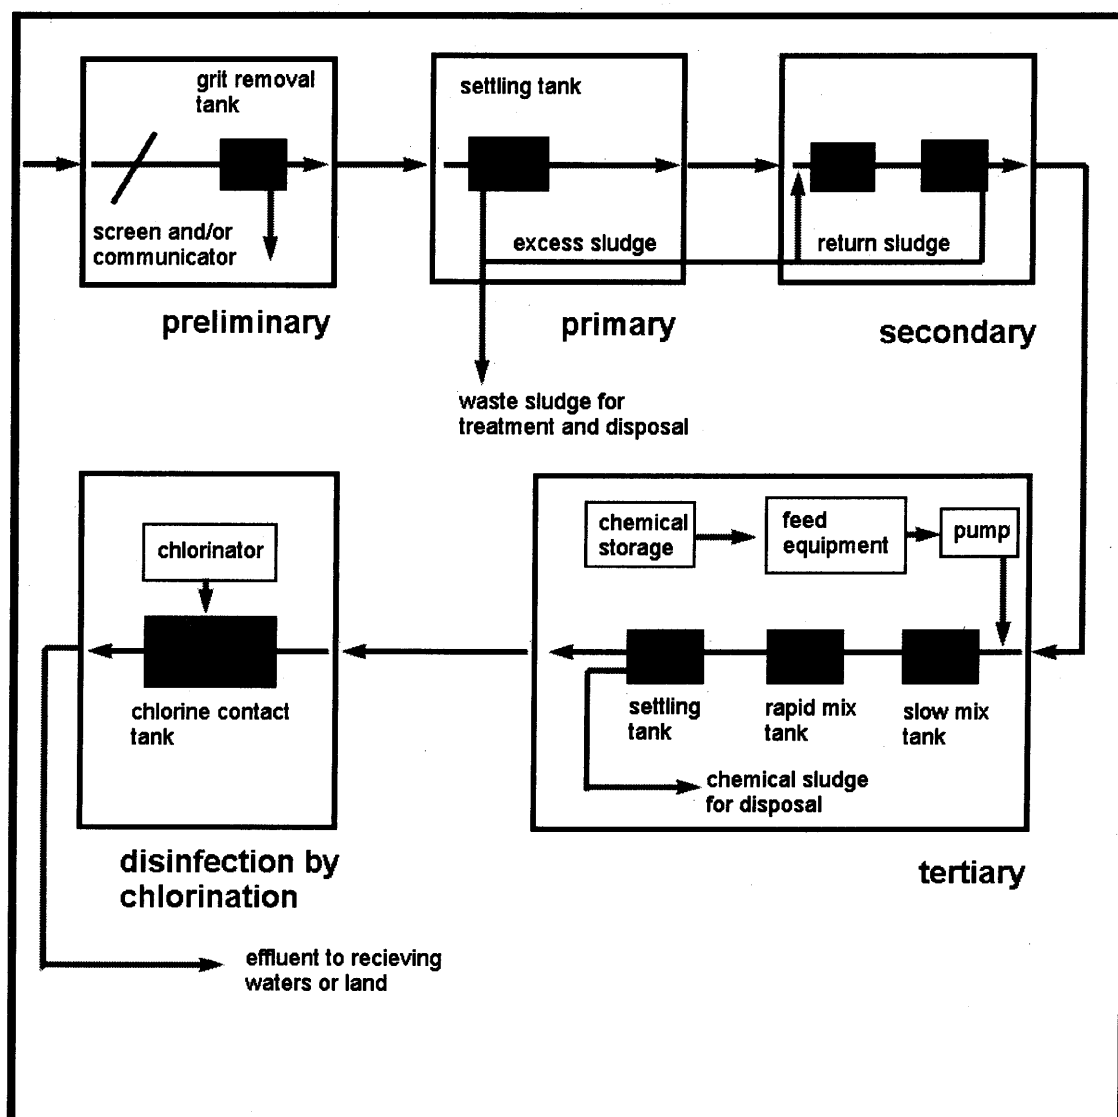 grit removal
tank
screen and/or
communicator
preliminary
settling tank
excess sludge
primary
return sludge
secondary
waste sludge for
treatment and disposal
chlorinator
chlorine contact
tank
disinfection by
chlorination
effluent to recieving
waters or land
chemical
storage
feed
equipment
pump
settling
tank
rapid mix
tank
slow mix
tank
chemical sludge
for disposal
tertiary